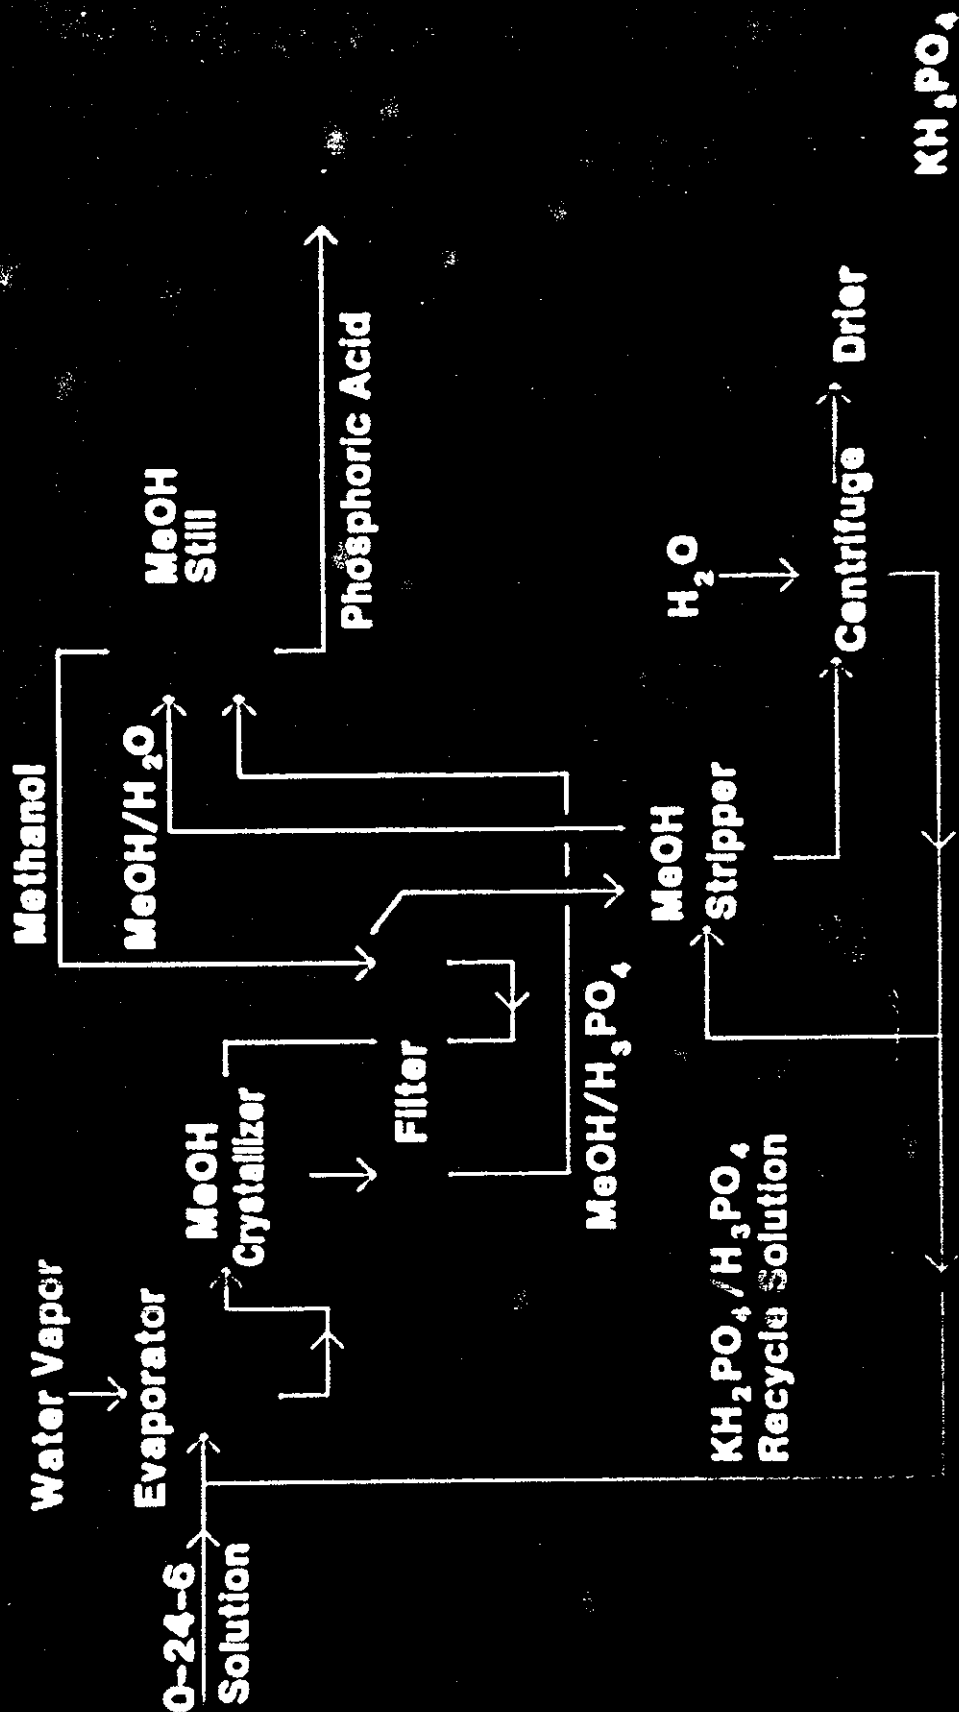 Methanol
Water Vapor
MeOH/H₂O
Evaporator
MeOH
Still
0-24-6
Solution
MeOH
Crystallizer
Phosphoric Acid
Filter
MeOH/H₃PO₄
H₂O
MeOH
Stripper
KH₂PO₄/H₃PO₄
Recycle Solution
Centrifuge
Drier
KH₂PO₄